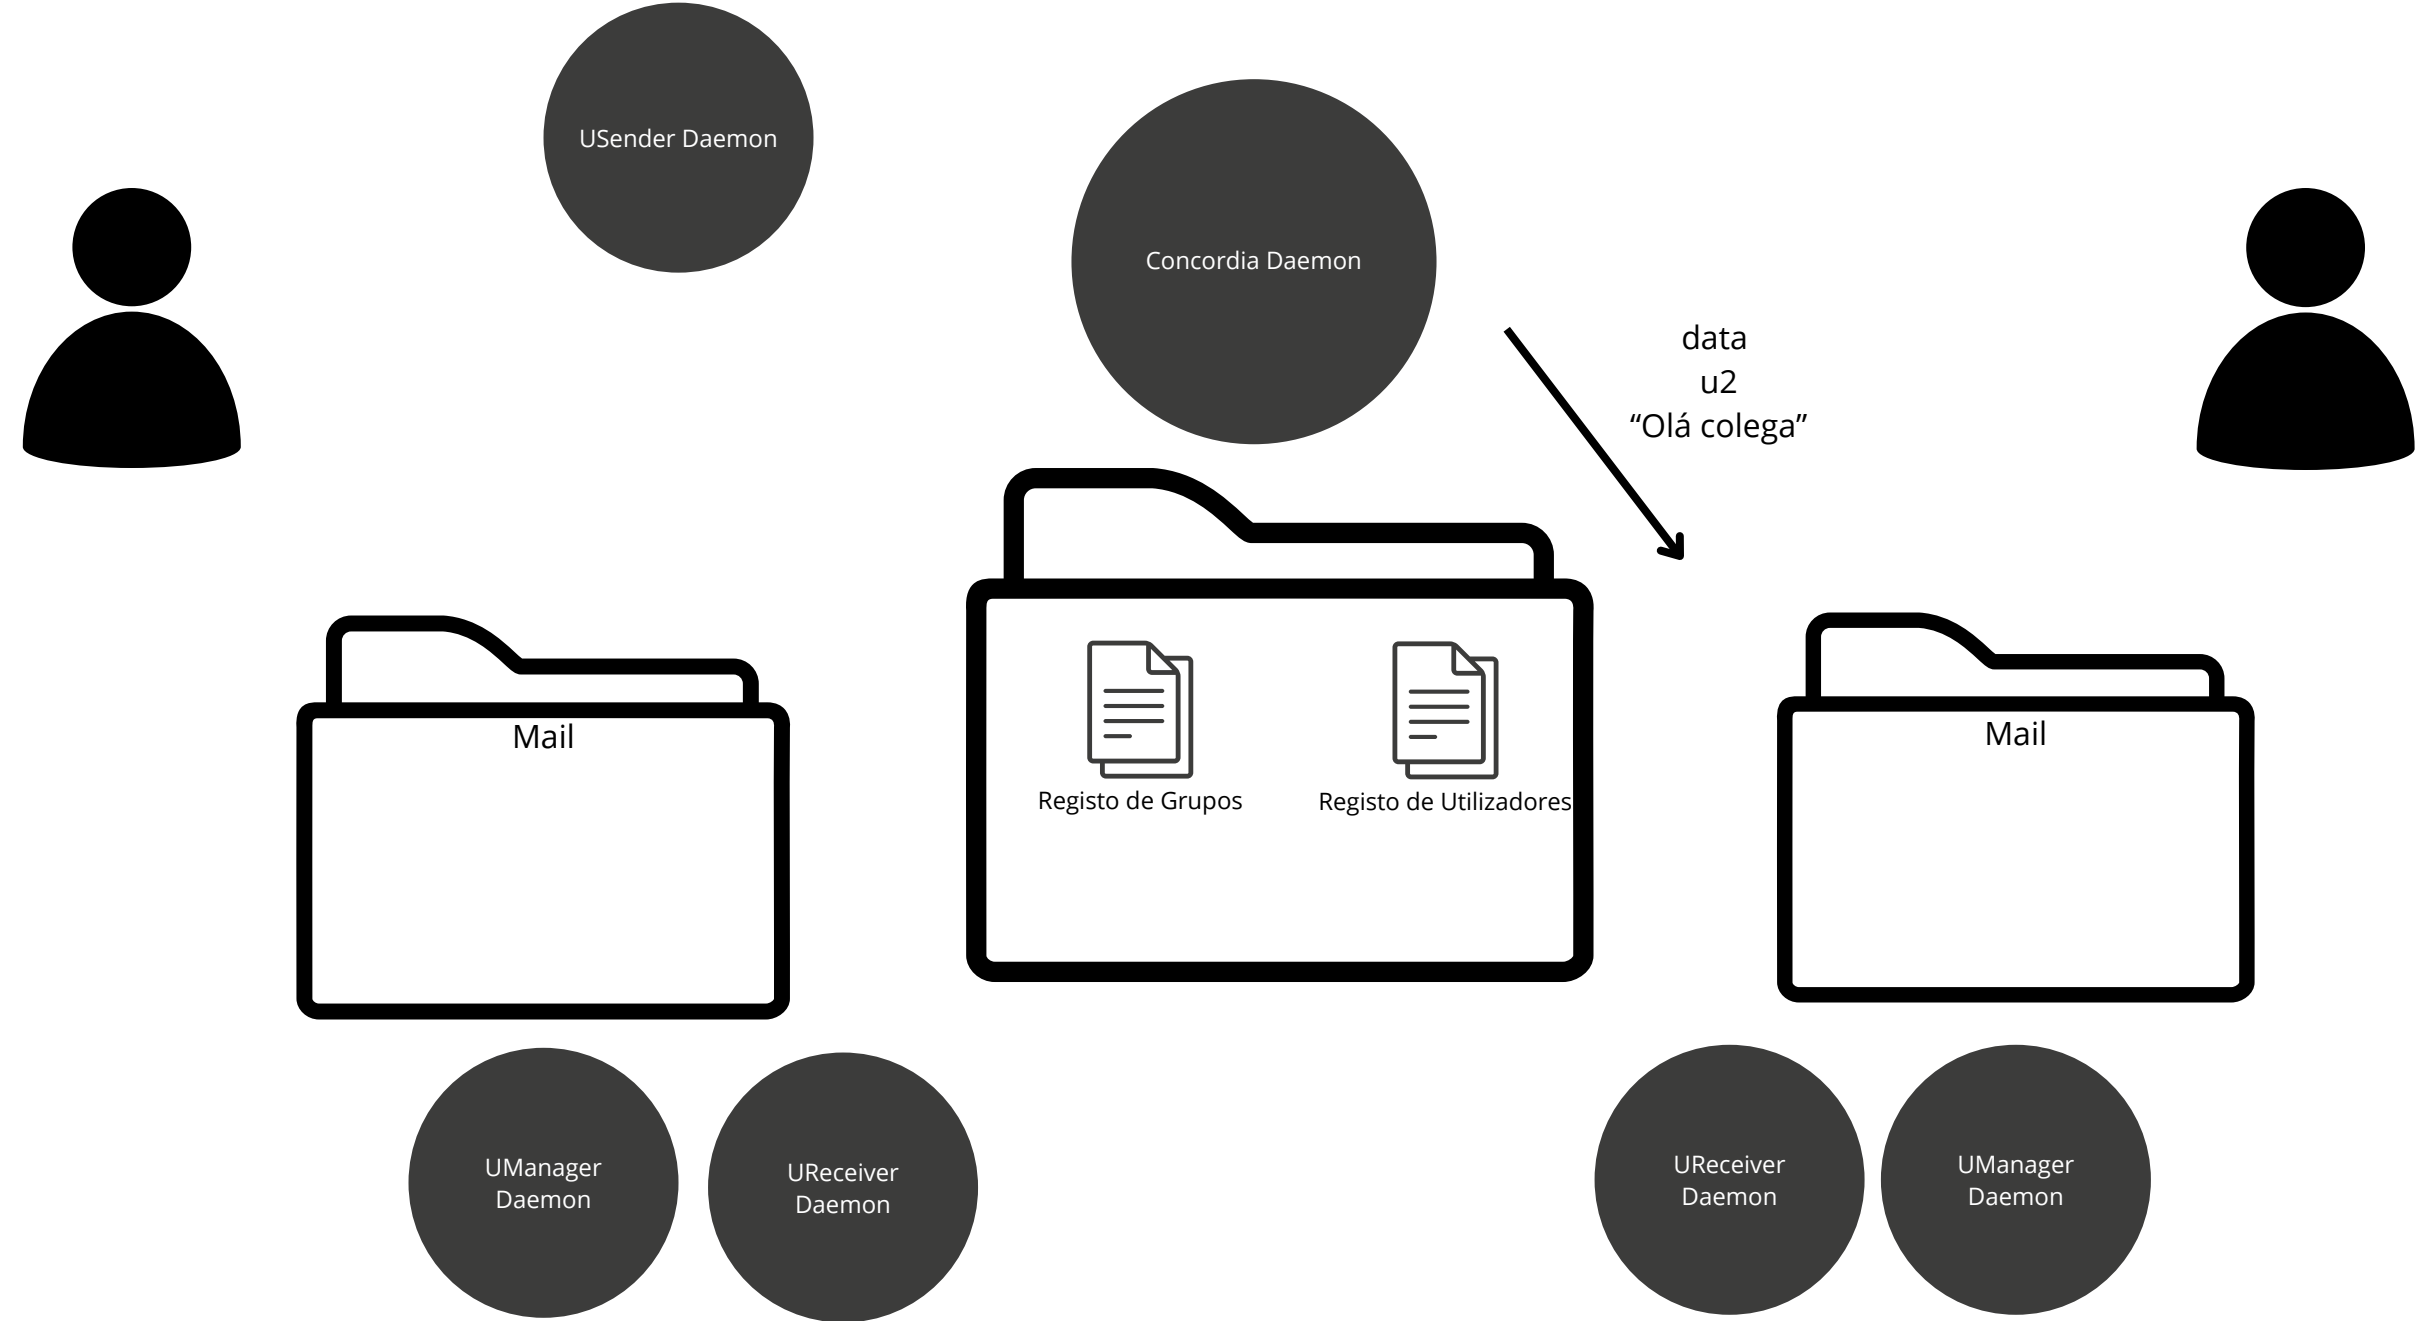 USender Daemon
Concordia Daemon
data
u2
“Olá colega”
Mail
Mail
Registo de Grupos
Registo de Utilizadores
UManager
Daemon
UReceiver
Daemon
UReceiver
Daemon
UManager
Daemon